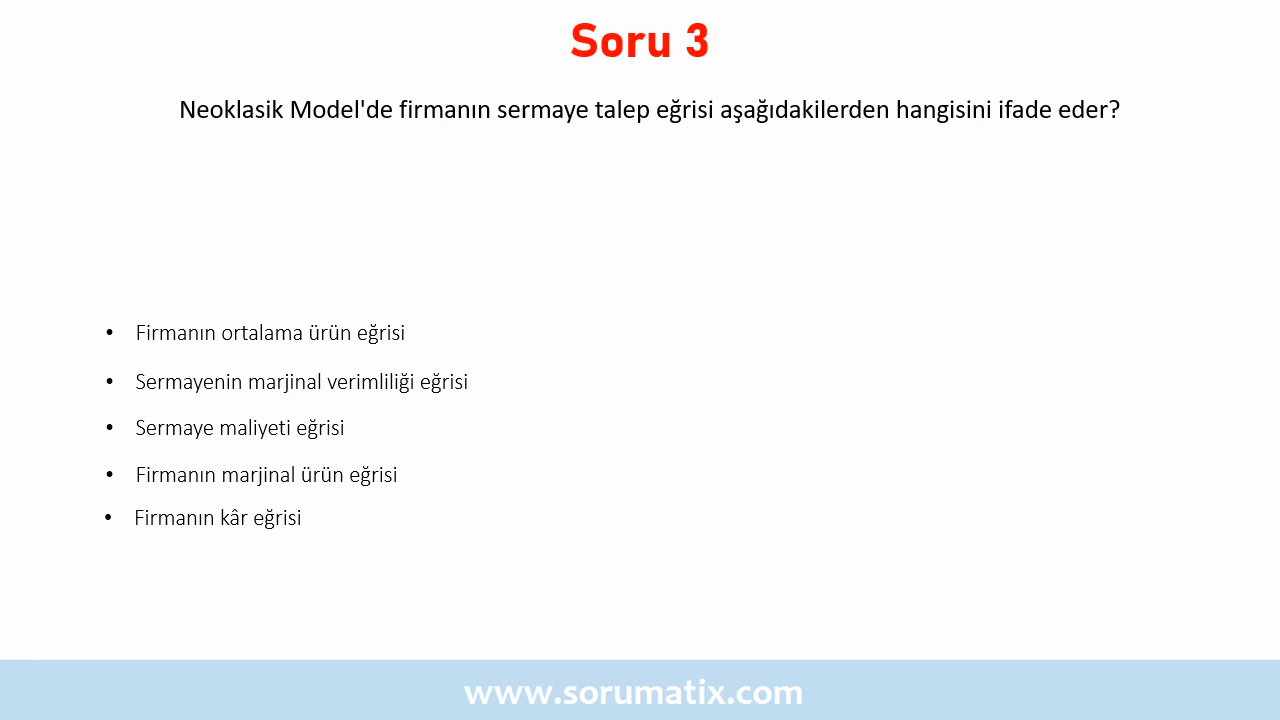 Soru 3
Neoklasik Model'de firmanın sermaye talep eğrisi aşağıdakilerden hangisini ifade eder?
• Firmanın ortalama ürün eğrisi
• Sermayenin marjinal verimliliği eğrisi
• Sermaye maliyeti eğrisi
• Firmanın marjinal ürün eğrisi
• Firmanın kâr eğrisi
www.sorumatix.com